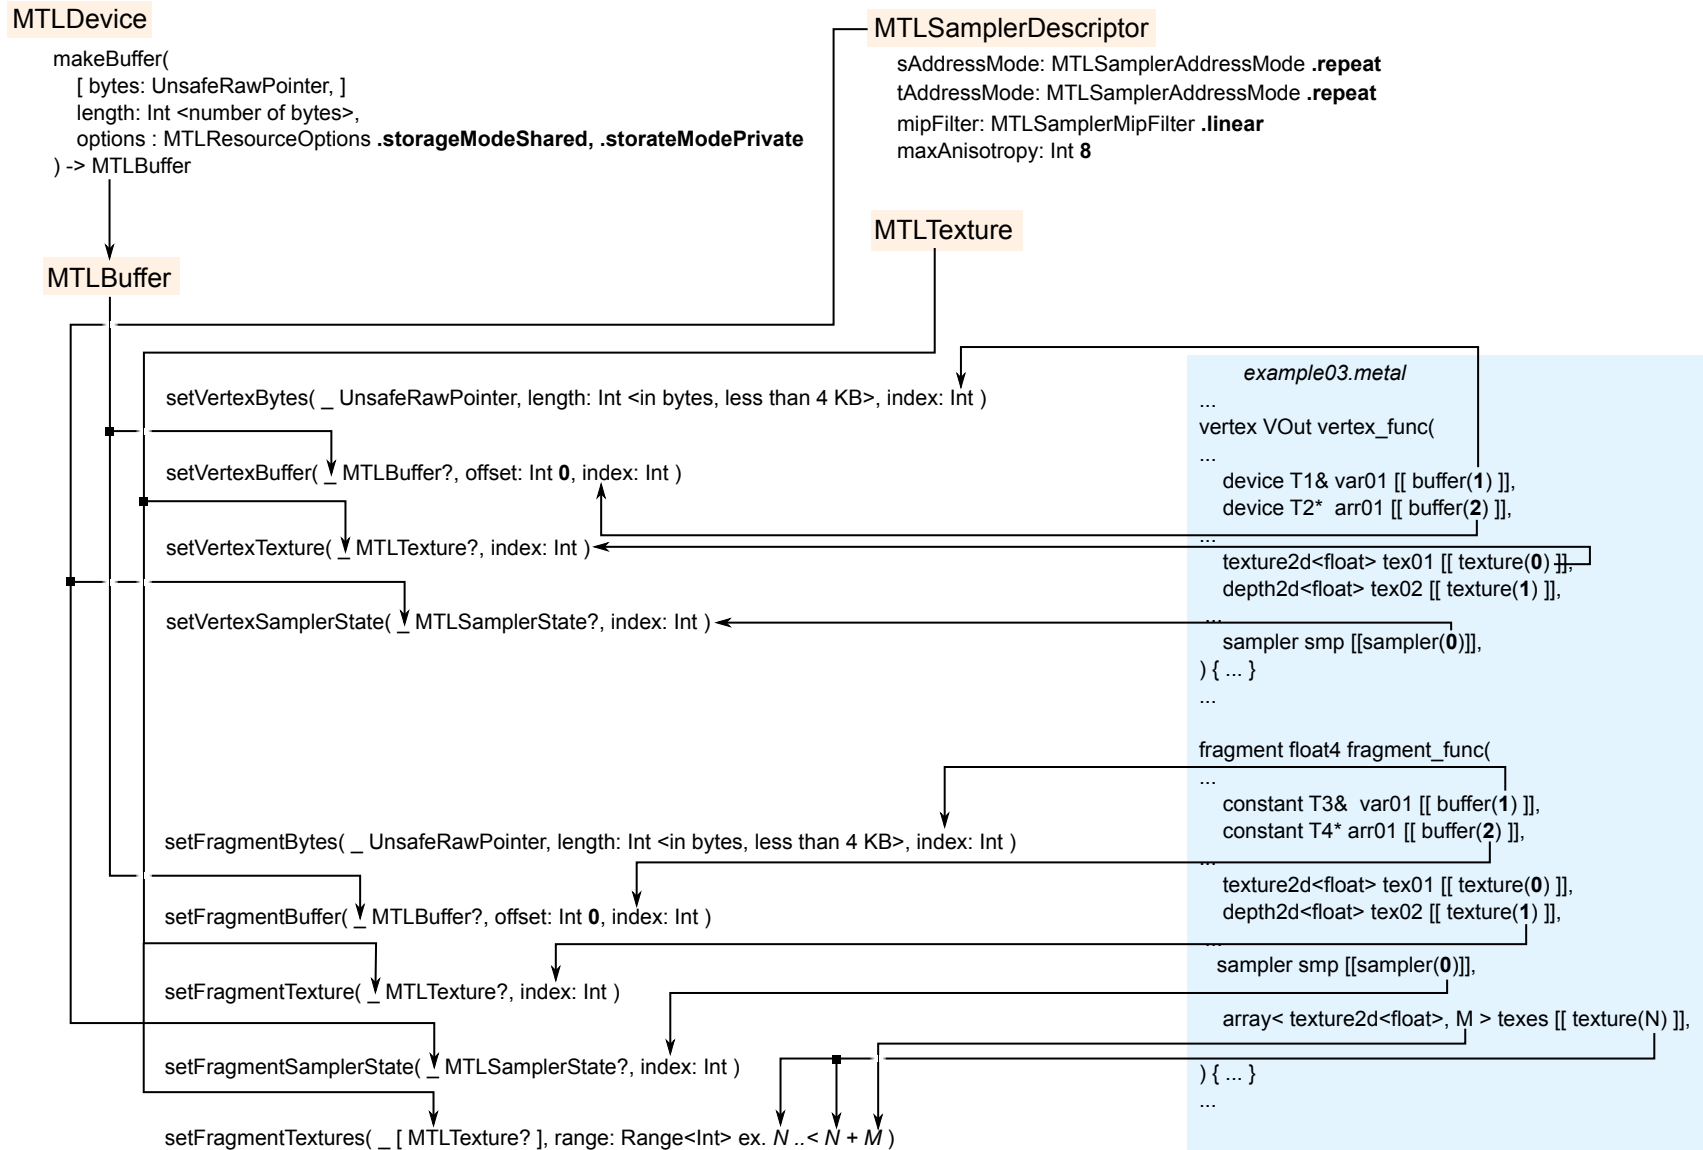 MTLDevice
makeBuffer(
[ bytes: UnsafeRawPointer, ]
length: Int <number of bytes>,
options : MTLResourceOptions .storageModeShared, .storateModePrivate
) -> MTLBuffer
MTLSamplerDescriptor
sAddressMode: MTLSamplerAddressMode .repeat
tAddressMode: MTLSamplerAddressMode .repeat
mipFilter: MTLSamplerMipFilter .linear
maxAnisotropy: Int 8
MTLTexture
MTLBuffer
setVertexBytes( _ UnsafeRawPointer, length: Int <in bytes, less than 4 KB>, index: Int )
setVertexBuffer( _ MTLBuffer?, offset: Int 0, index: Int )
setVertexTexture( _ MTLTexture?, index: Int )
setVertexSamplerState( _ MTLSamplerState?, index: Int )
setFragmentBytes( _ UnsafeRawPointer, length: Int <in bytes, less than 4 KB>, index: Int )
setFragmentBuffer( _ MTLBuffer?, offset: Int 0, index: Int )
setFragmentTexture( _ MTLTexture?, index: Int )
setFragmentSamplerState( _ MTLSamplerState?, index: Int )
setFragmentTextures( _ [ MTLTexture? ], range: Range<Int> ex. N ..< N + M )
example03.metal
...
vertex VOut vertex_func(
...
device T1& var01 [[ buffer(1) ]],
device T2* arr01 [[ buffer(2) ]],
...
texture2d<float> tex01 [[ texture(0) ]],
depth2d<float> tex02 [[ texture(1) ]],
...
sampler smp [[sampler(0)]],
) { ... }
...
fragment float4 fragment_func(
...
constant T3& var01 [[ buffer(1) ]],
constant T4* arr01 [[ buffer(2) ]],
...
texture2d<float> tex01 [[ texture(0) ]],
depth2d<float> tex02 [[ texture(1) ]],
...
sampler smp [[sampler(0)]],
array< texture2d<float>, M > texes [[ texture(N) ]],
) { ... }
...